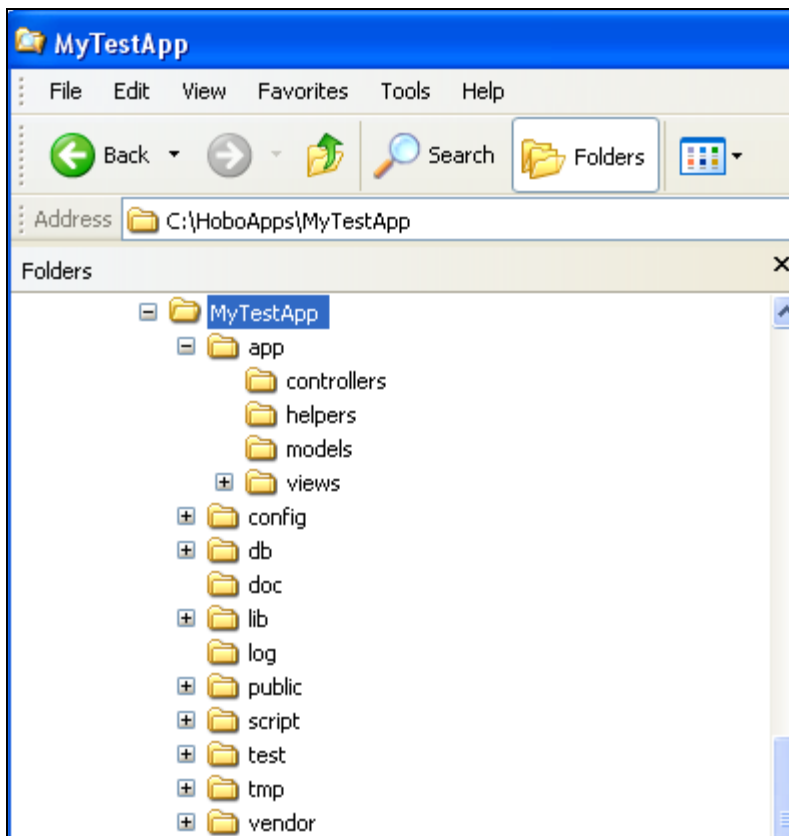 MyTestApp
File Edit View Favorites Tools Help
Back Search Folders
Address C:\HoboApps\MyTestApp
Folders
MyTestApp
app
controllers
helpers
models
views
config
db
doc
lib
log
public
script
test
tmp
vendor